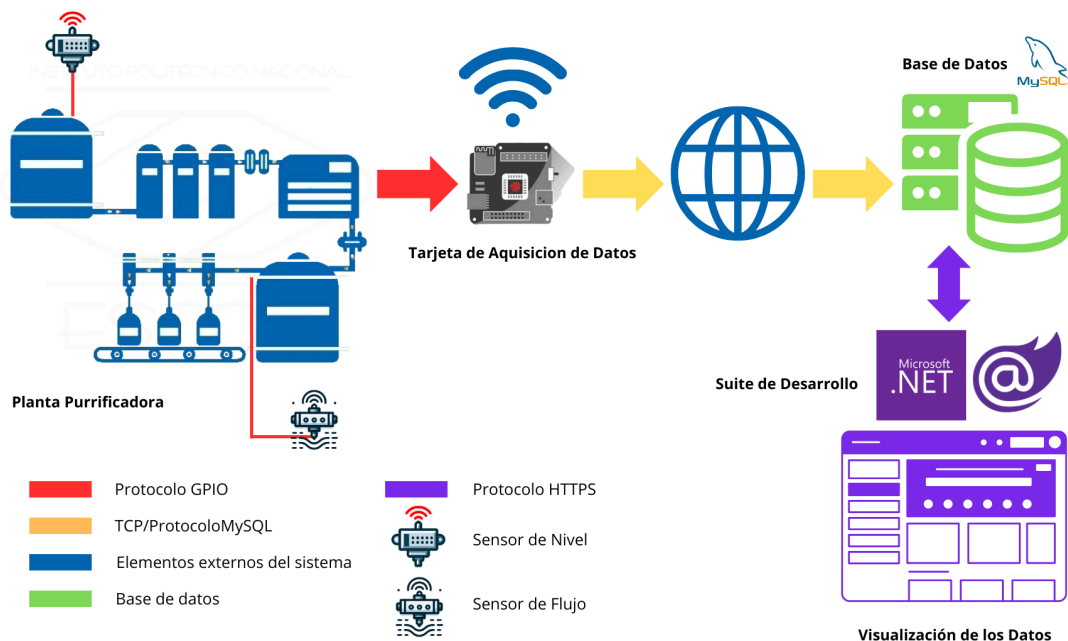 INSTITUTO POLITECNICO NACIONAL
Base de Datos
MySQL
Tarjeta de Aquisicion de Datos
Microsoft
.NET
Suite de Desarrollo
Planta Purrificadora
Protocolo GPIO
TCP/ProtocoloMySQL
Elementos externos del sistema
Base de datos
Protocolo HTTPS
Sensor de Nivel
Sensor de Flujo
Visualización de los Datos